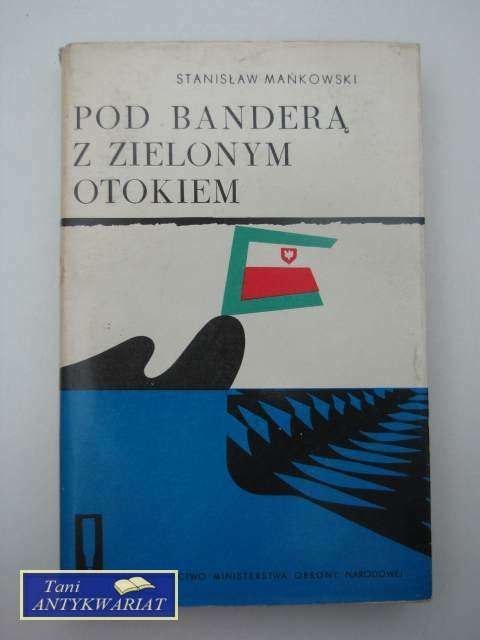 STANISŁAW MAŃKOWSKI
POD BANDERĄ
Z ZIELONYM
OTOKIEM
MINISTERSTWA OBRONY NARODOWEJ
Tani
ANTYKWARIAT